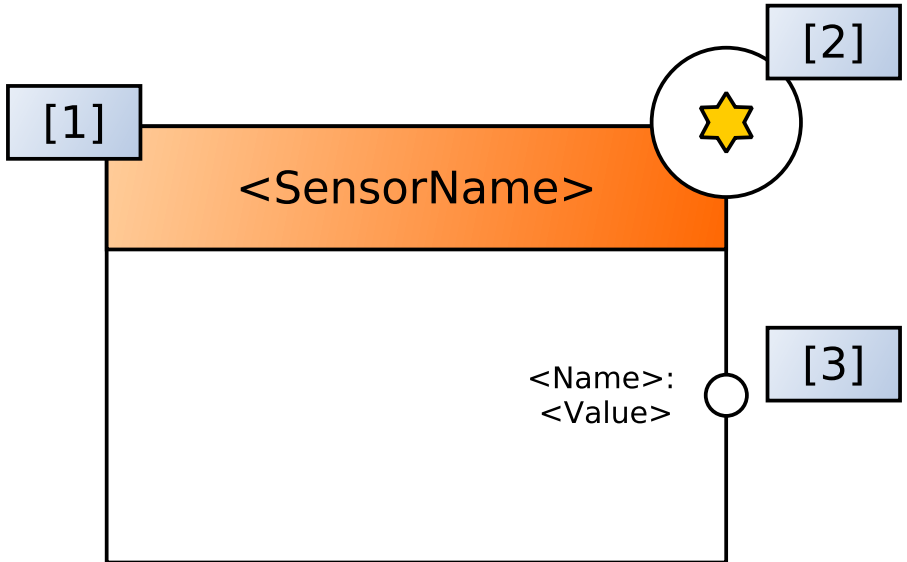 [2]
[1]
<SensorName>
[3]
<Name>:
<Value>